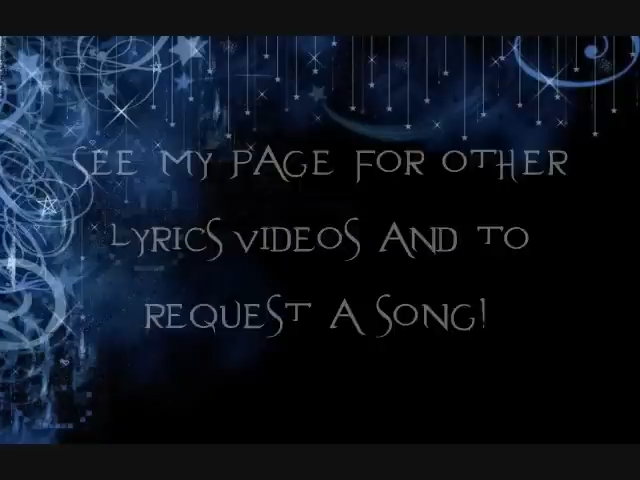 SEE MY PAGE FOR OTHER
LYRICS VIDEOS AND TO
REQUEST A SONG!